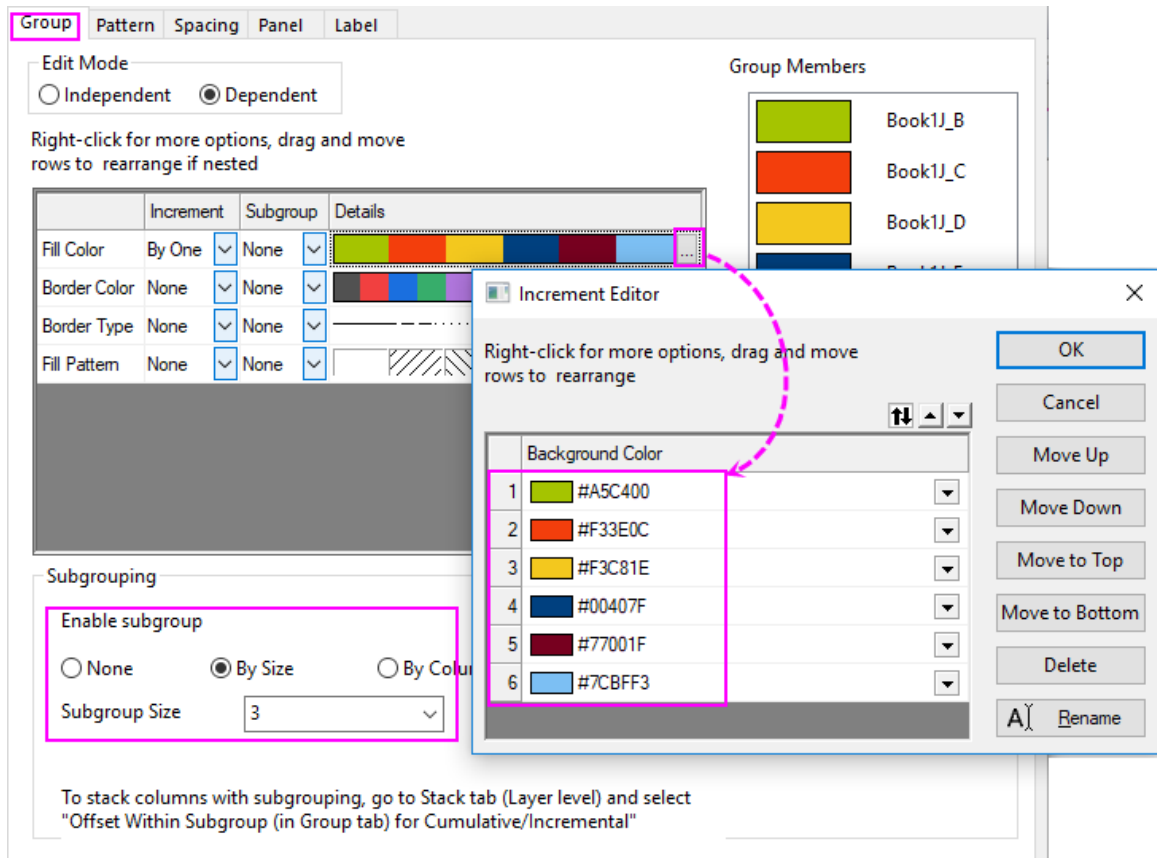 Group Pattern Spacing Panel Label
Edit Mode
Independent Dependent
Right-click for more options, drag and move
rows to rearrange if nested
Increment Subgroup Details
Fill Color By One None ...
Border Color None None
Border Type None None
Fill Pattern None None
Group Members
Book1J_B
Book1J_C
Book1J_D
Increment Editor
Right-click for more options, drag and move
rows to rearrange
Background Color
1 #A5C400
2 #F33E0C
3 #F3C81E
4 #00407F
5 #77001F
6 #7CBFF3
OK
Cancel
Move Up
Move Down
Move to Top
Move to Bottom
Delete
Rename
Subgrouping
Enable subgroup
None By Size By Colu
Subgroup Size 3
To stack columns with subgrouping, go to Stack tab (Layer level) and select
"Offset Within Subgroup (in Group tab) for Cumulative/Incremental"